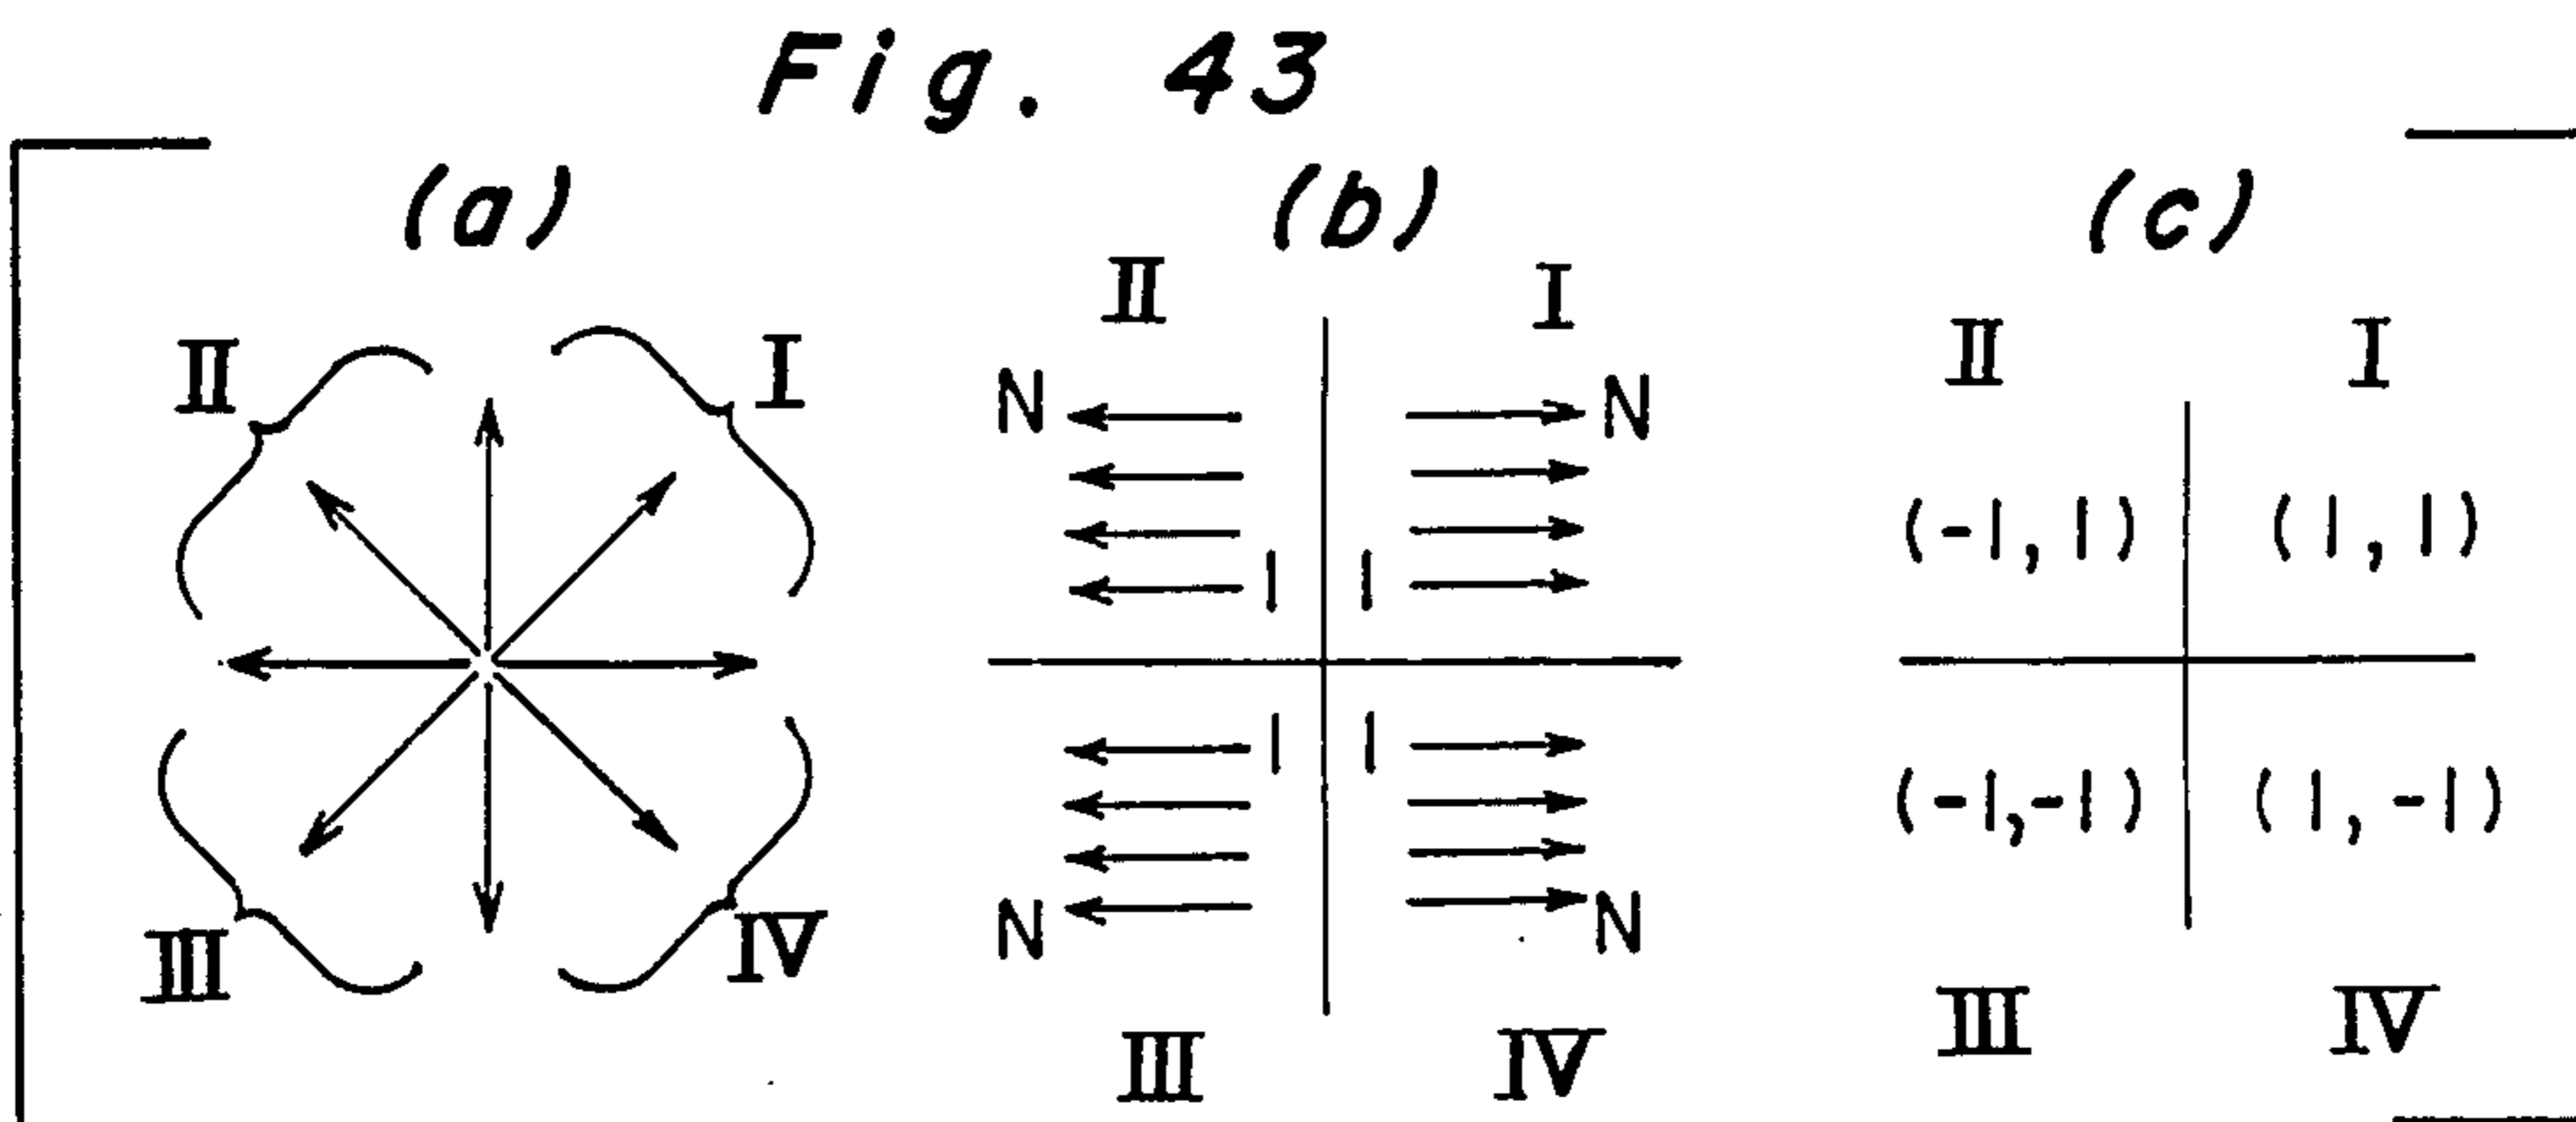 Fig. 43
(a) (b) (c)
II I
II I
II I
N N
(-1, 1) (1, 1)
1 1
1 1
(-1,-1) (1, -1)
N N
III IV
III IV
III IV